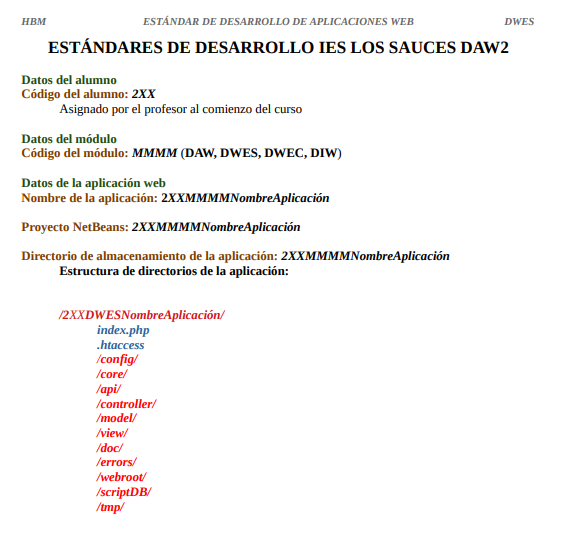 HBM ESTÁNDAR DE DESARROLLO DE APLICACIONES WEB DWES
ESTÁNDARES DE DESARROLLO IES LOS SAUCES DAW2
Datos del alumno
Código del alumno: 2XX
Asignado por el profesor al comienzo del curso
Datos del módulo
Código del módulo: MMMM (DAW, DWES, DWEC, DIW)
Datos de la aplicación web
Nombre de la aplicación: 2XXMMMMNombreAplicación
Proyecto NetBeans: 2XXMMMMNombreAplicación
Directorio de almacenamiento de la aplicación: 2XXMMMMNombreAplicación
Estructura de directorios de la aplicación:
/2XXDWESNombreAplicación/
index.php
.htaccess
/config/
/core/
/api/
/controller/
/model/
/view/
/doc/
/errors/
/webroot/
/scriptDB/
/tmp/